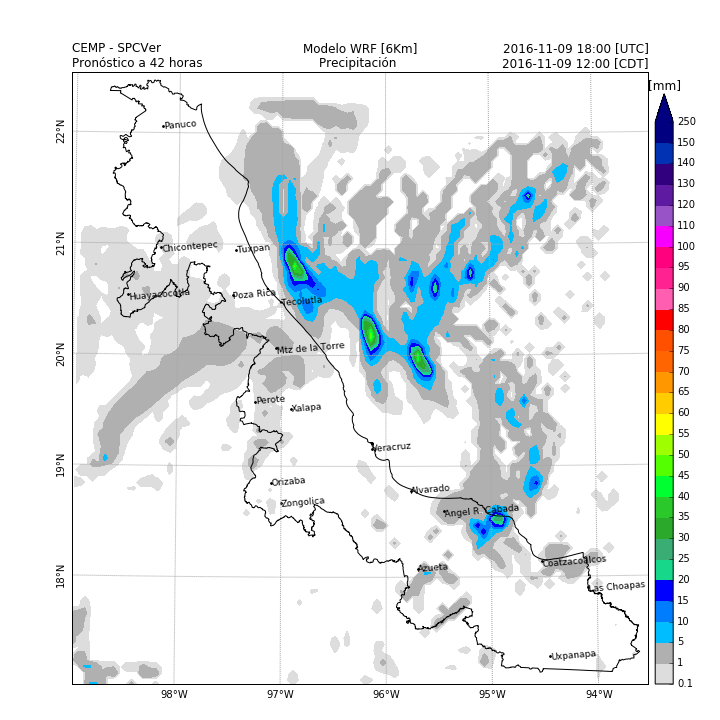 CEMP - SPCVer
Modelo WRF [6Km]
2016-11-09 18:00 [UTC]
Pronóstico a 42 horas
Precipitación
2016-11-09 12:00 [CDT]
[mm]
250
150
140
130
120
110
100
95
90
85
80
75
70
65
60
55
50
45
40
35
30
25
20
15
10
5
1
0.1
22°N
21°N
20°N
19°N
18°N
98°W
97°W
96°W
95°W
94°W
Panuco
Chicontepec
Tuxpan
Huayacocotla
Poza Rica
Tecolutla
Mtz de la Torre
Perote
Xalapa
Veracruz
Orizaba
Zongolica
Alvarado
Angel R. Cabada
Azueta
Coatzacoalcos
Las Choapas
Uxpanapa